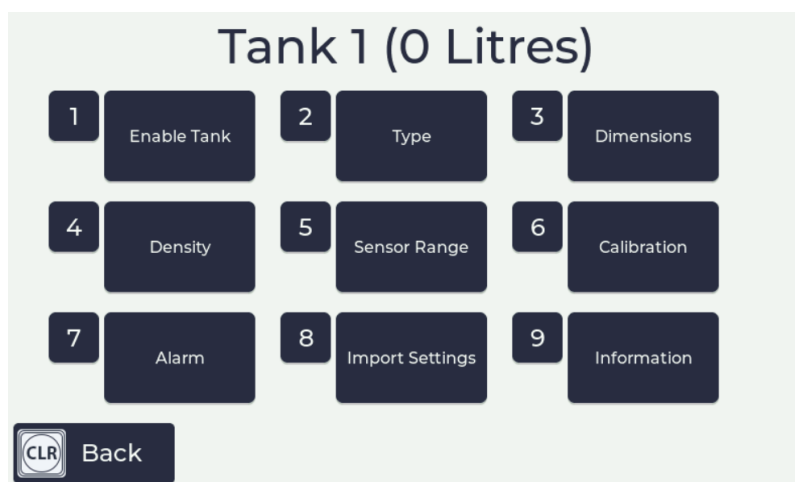 Tank 1 (0 Litres)
1 Enable Tank
2 Type
3 Dimensions
4 Density
5 Sensor Range
6 Calibration
7 Alarm
8 Import Settings
9 Information
CLR Back